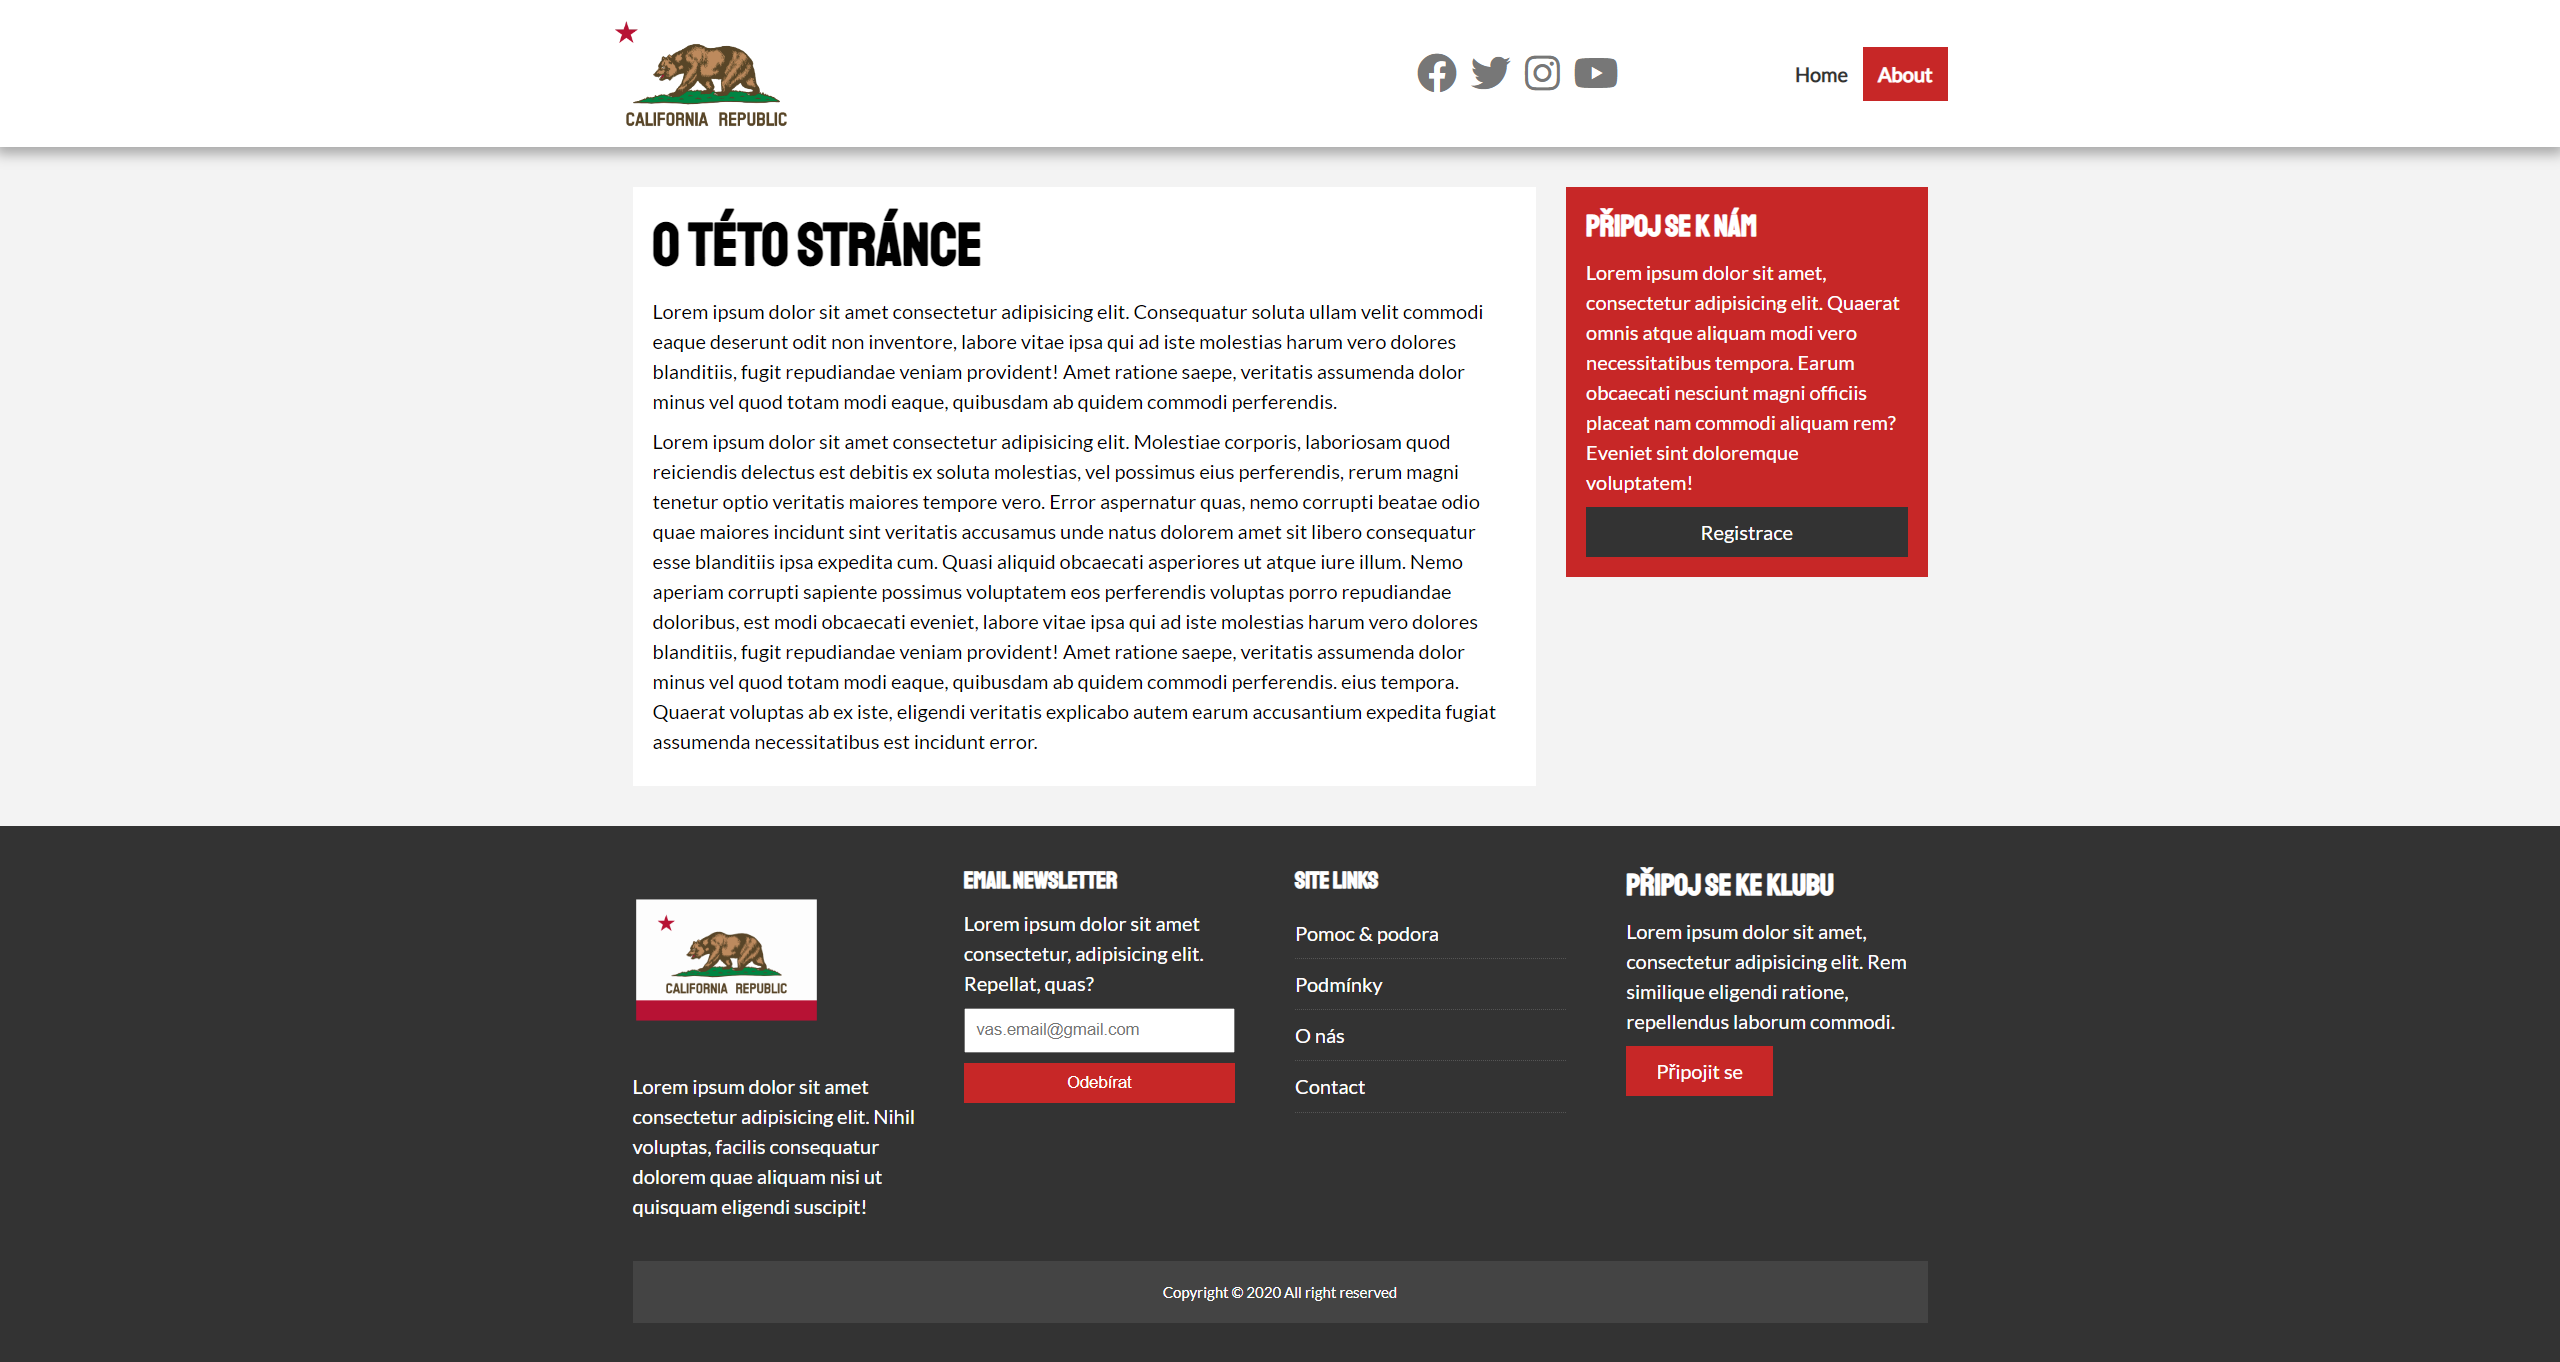 CALIFORNIA REPUBLIC
Home
About
O TÉTO STRÁNCE
Lorem ipsum dolor sit amet consectetur adipisicing elit. Consequatur soluta ullam velit commodi
eaque deserunt odit non inventore, labore vitae ipsa qui ad iste molestias harum vero dolores
blanditiis, fugit repudiandae veniam provident! Amet ratione saepe, veritatis assumenda dolor
minus vel quod totam modi eaque, quibusdam ab quidem commodi perferendis.
Lorem ipsum dolor sit amet consectetur adipisicing elit. Molestiae corporis, laboriosam quod
reiciendis delectus est debitis ex soluta molestias, vel possimus eius perferendis, rerum magni
tenetur optio veritatis maiores tempore vero. Error aspernatur quas, nemo corrupti beatae odio
quae maiores incidunt sint veritatis accusamus unde natus dolorem amet sit libero consequatur
esse blanditiis ipsa expedita cum. Quasi aliquid obcaecati asperiores ut atque iure illum. Nemo
aperiam corrupti sapiente possimus voluptatem eos perferendis voluptas porro repudiandae
doloribus, est modi obcaecati eveniet, labore vitae ipsa qui ad iste molestias harum vero dolores
blanditiis, fugit repudiandae veniam provident! Amet ratione saepe, veritatis assumenda dolor
minus vel quod totam modi eaque, quibusdam ab quidem commodi perferendis. eius tempora.
Quaerat voluptas ab ex iste, eligendi veritatis explicabo autem earum accusantium expedita fugiat
assumenda necessitatibus est incidunt error.
PŘIPOJ SE K NÁM
Lorem ipsum dolor sit amet,
consectetur adipisicing elit. Quaerat
omnis atque aliquam modi vero
necessitatibus tempora. Earum
obcaecati nesciunt magni officiis
placeat nam commodi aliquam rem?
Eveniet sint doloremque
voluptatem!
Registrace
CALIFORNIA REPUBLIC
Lorem ipsum dolor sit amet
consectetur adipisicing elit. Nihil
voluptas, facilis consequatur
dolorem quae aliquam nisi ut
quisquam eligendi suscipit!
EMAIL NEWSLETTER
Lorem ipsum dolor sit amet
consectetur, adipisicing elit.
Repellat, quas?
vas.email@gmail.com
Odebírat
SITE LINKS
Pomoc & podora
Podmínky
O nás
Contact
PŘIPOJ SE KE KLUBU
Lorem ipsum dolor sit amet,
consectetur adipisicing elit. Rem
similique eligendi ratione,
repellendus laborum commodi.
Připojit se
Copyright © 2020 All right reserved